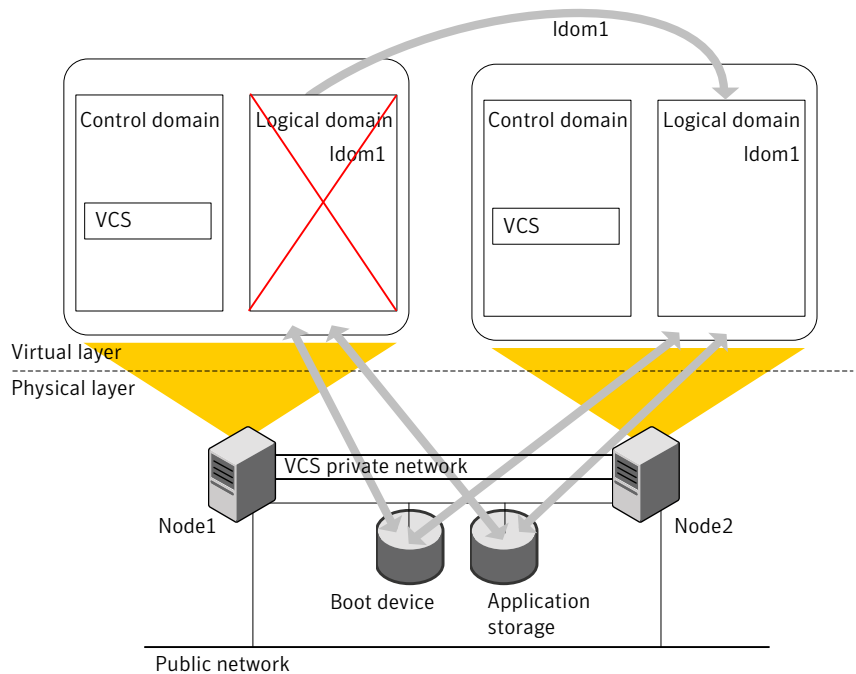 ldom1
Control domain
Logical domain
ldom1
VCS
Control domain
Logical domain
ldom1
VCS
Virtual layer
Physical layer
VCS private network
Node1
Node2
Boot device
Application
storage
Public network